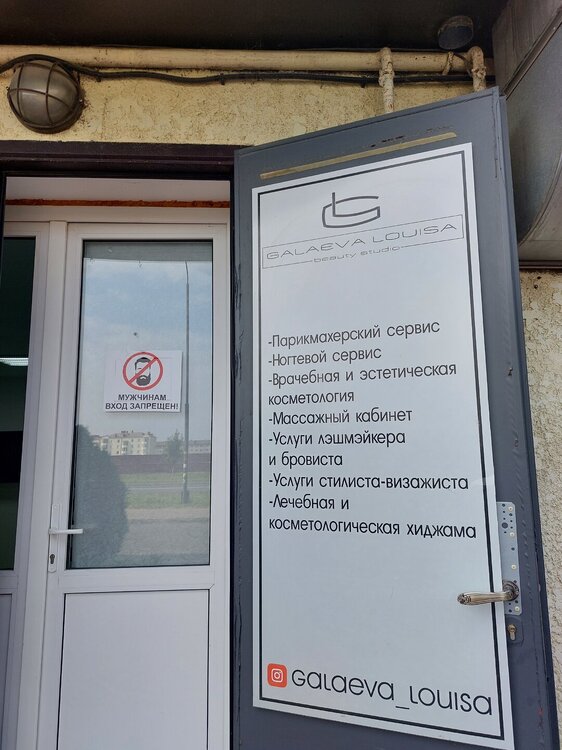 GL
GALAEVA LOUISA
beauty studio
-Парикмахерский сервис
-Ногтевой сервис
-Врачебная и эстетическая
косметология
-Массажный кабинет
-Услуги лэшмэйкера
и бровиста
-Услуги стилиста-визажиста
-Лечебная и
косметологическая хиджама
Galaeva_Louisa
МУЖЧИНАМ
ВХОД ЗАПРЕЩЕН!